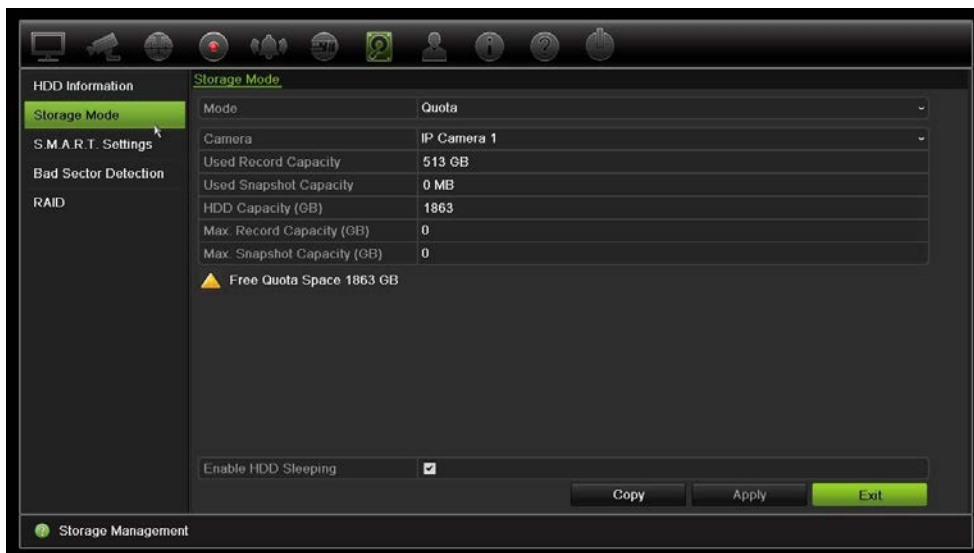 HDD Information
Storage Mode
S.M.A.R.T. Settings
Bad Sector Detection
RAID
Storage Mode
Mode Quota
Camera IP Camera 1
Used Record Capacity 513 GB
Used Snapshot Capacity 0 MB
HDD Capacity (GB) 1863
Max. Record Capacity (GB) 0
Max. Snapshot Capacity (GB) 0
Free Quota Space 1863 GB
Enable HDD Sleeping
Copy Apply Exit
Storage Management